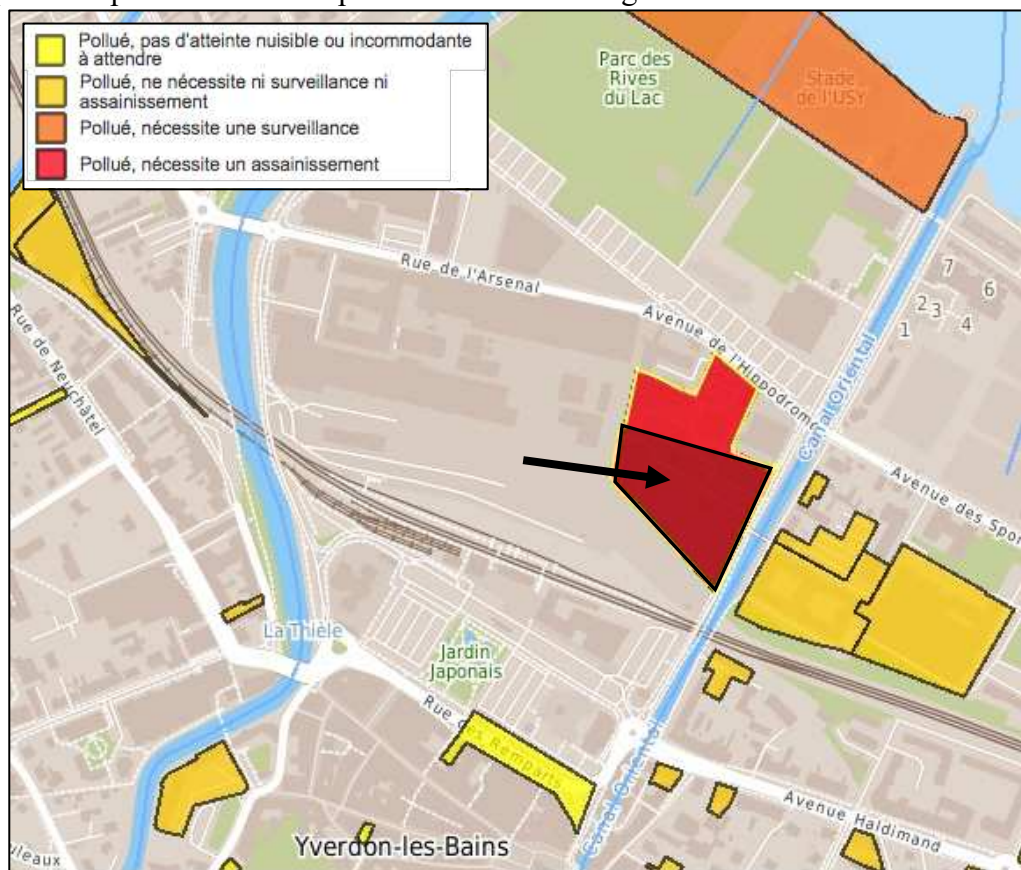 Pollué, pas d'atteinte nuisible ou incommodante
à attendre
Pollué, ne nécessite ni surveillance ni
assainissement
Pollué, nécessite une surveillance
Pollué, nécessite un assainissement
Parc des
Rives
du Lac
Stade
de l'USY
Rue de l'Arsenal
Avenue de l'Hippodrome
7
6
2
3
4
1
Canal Oriental
Rue de Neuchâtel
Avenue des Spor
La Thièle
Jardin
Japonais
Rue des Remparts
Canal Oriental
Avenue Haldimand
Yverdon-les-Bains
uleaux